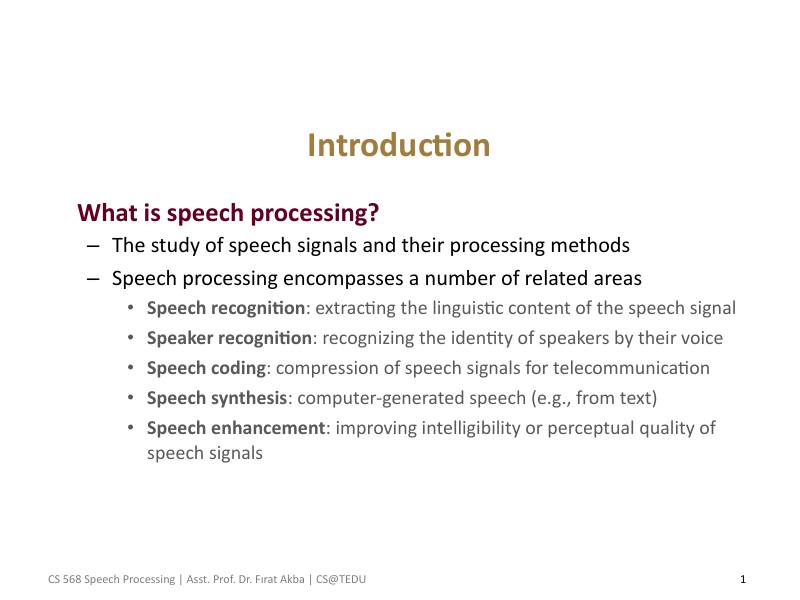 Introduction
What is speech processing?
– The study of speech signals and their processing methods
– Speech processing encompasses a number of related areas
• Speech recognition: extracting the linguistic content of the speech signal
• Speaker recognition: recognizing the identity of speakers by their voice
• Speech coding: compression of speech signals for telecommunication
• Speech synthesis: computer-generated speech (e.g., from text)
• Speech enhancement: improving intelligibility or perceptual quality of
speech signals
CS 568 Speech Processing | Asst. Prof. Dr. Fırat Akba | CS@TEDU
1